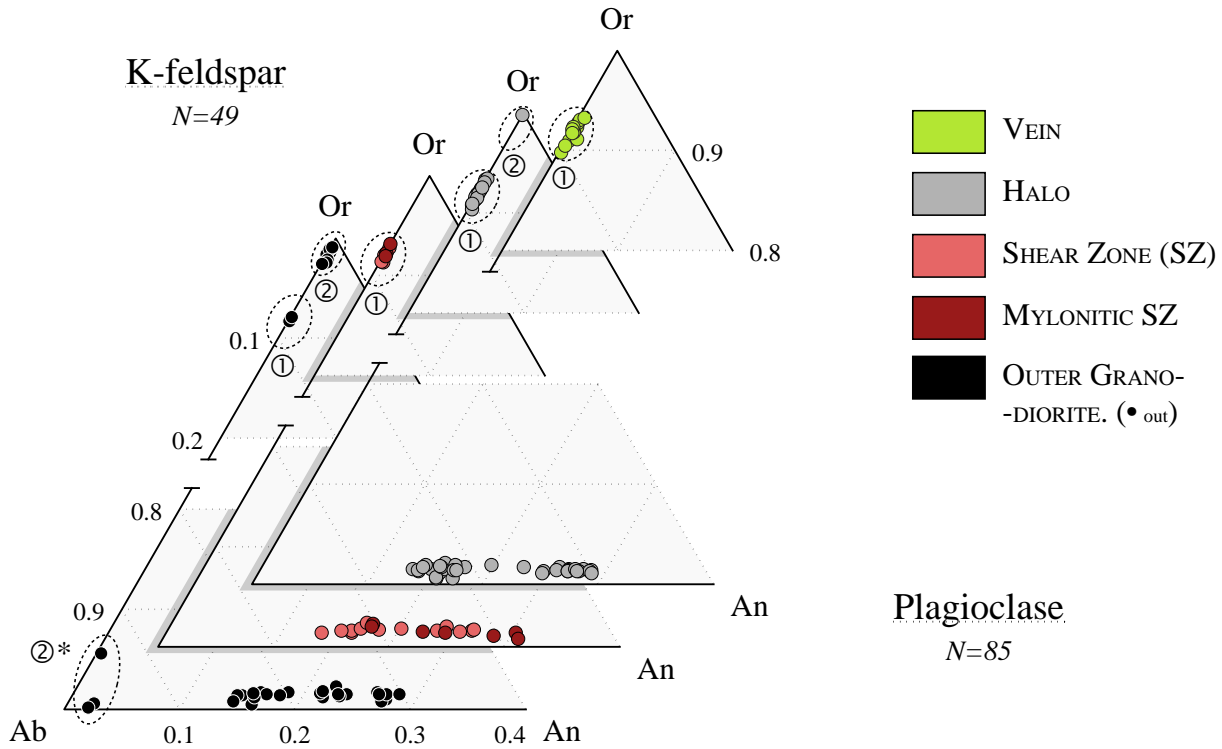 Or
K-feldspar
N=49
Or
Or
Or
0.9
0.8
②
①
①
①
②
①
0.1
0.2
0.8
0.9
②*
Ab
0.1
0.2
0.3
0.4
An
An
An
Plagioclase
N=85
VEIN
HALO
SHEAR ZONE (SZ)
MYLONITIC SZ
OUTER GRANO-
-DIORITE. (• out)